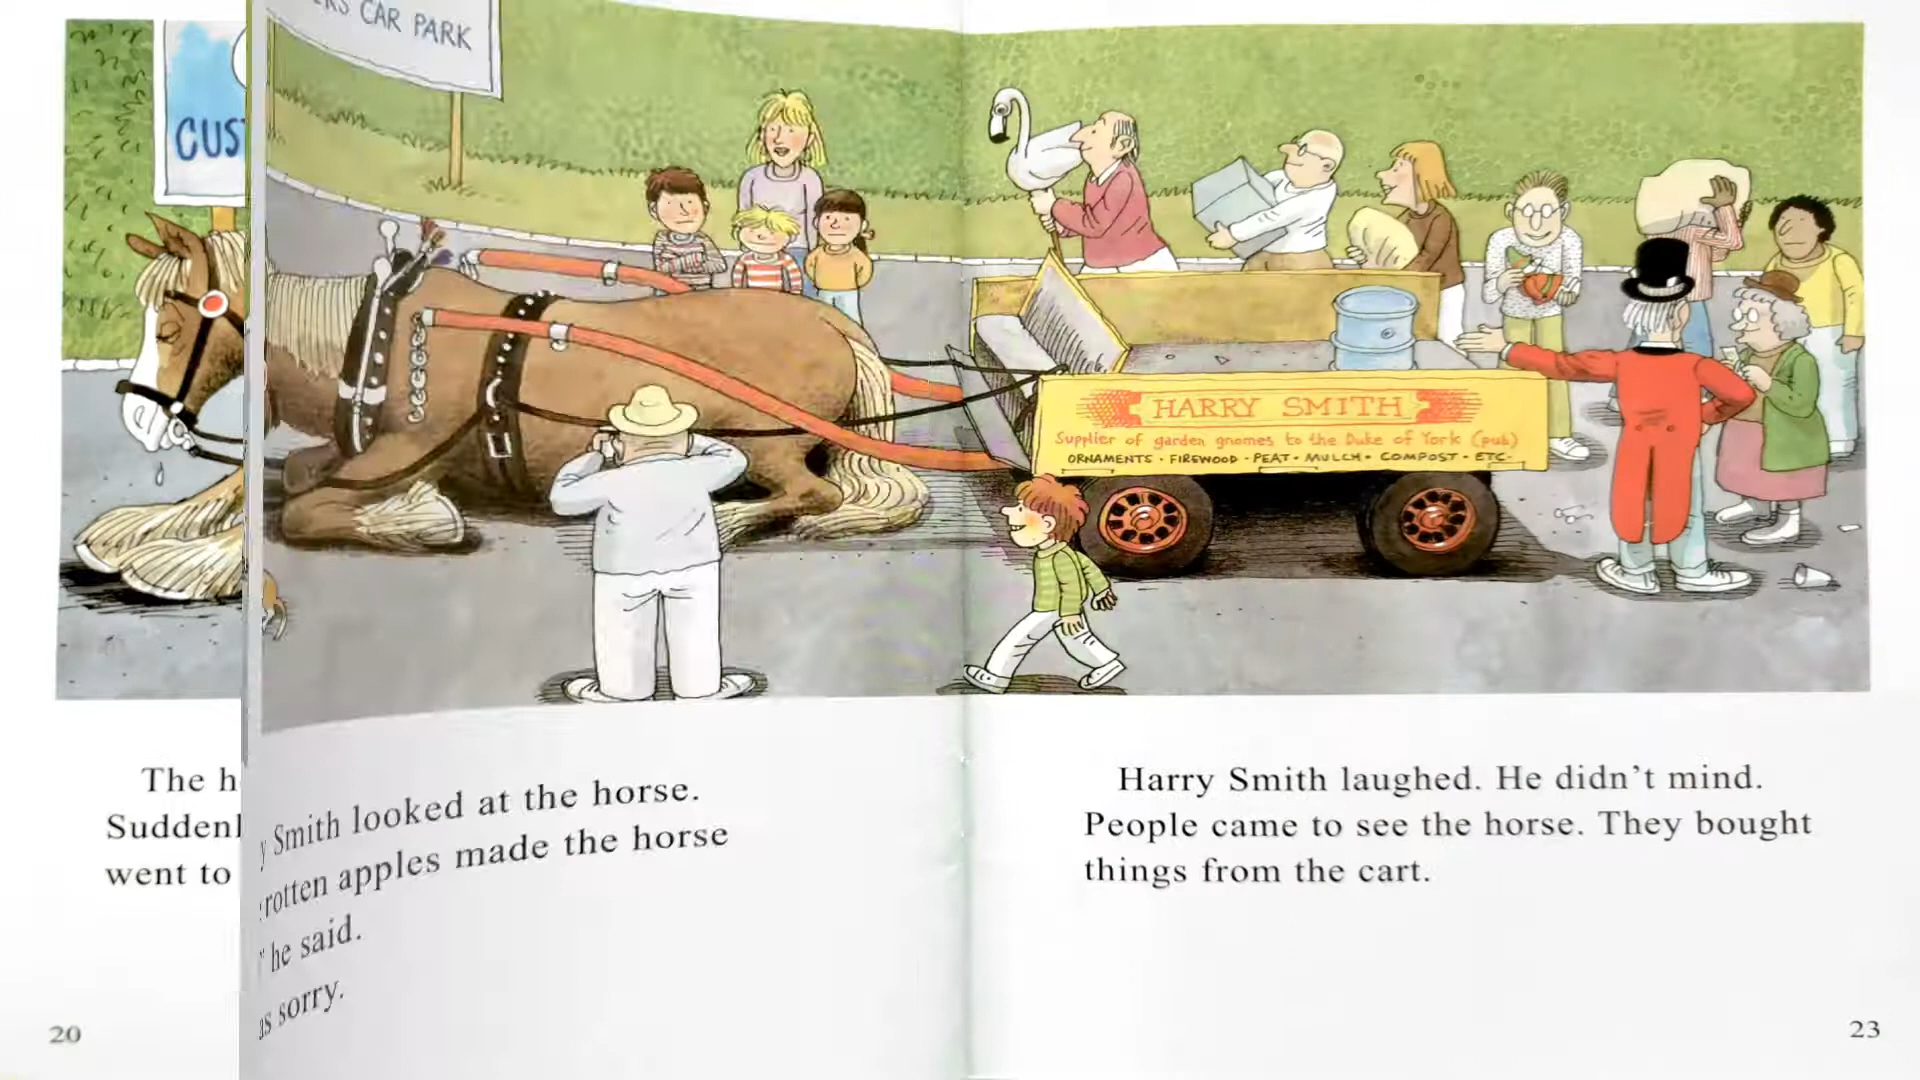 CUS
ERS CAR PARK
HARRY SMITH
Supplier of garden gnomes to the Duke of York (pub)
ORNAMENTS · FIREWOOD · PEAT · MULCH · COMPOST · ETC·
The h
Suddenl
went to
20
y Smith looked at the horse.
rotten apples made the horse
" he said.
as sorry.
Harry Smith laughed. He didn't mind.
People came to see the horse. They bought
things from the cart.
23